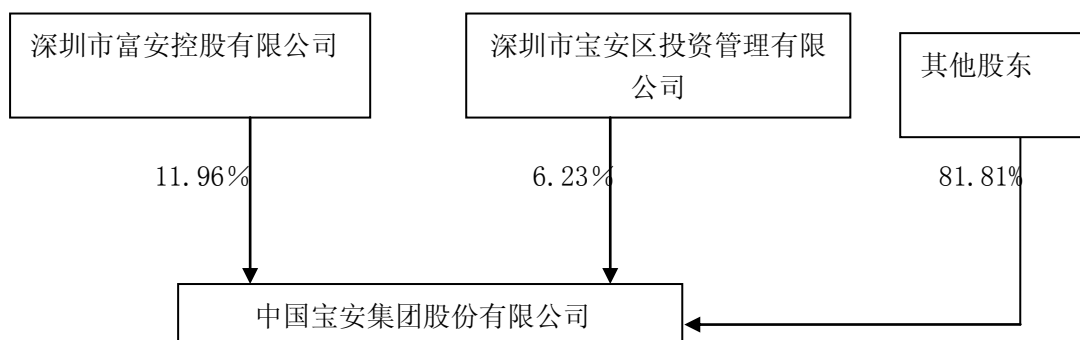 深圳市富安控股有限公司
深圳市宝安区投资管理有限
公司
其他股东
11.96%
6.23%
81.81%
中国宝安集团股份有限公司